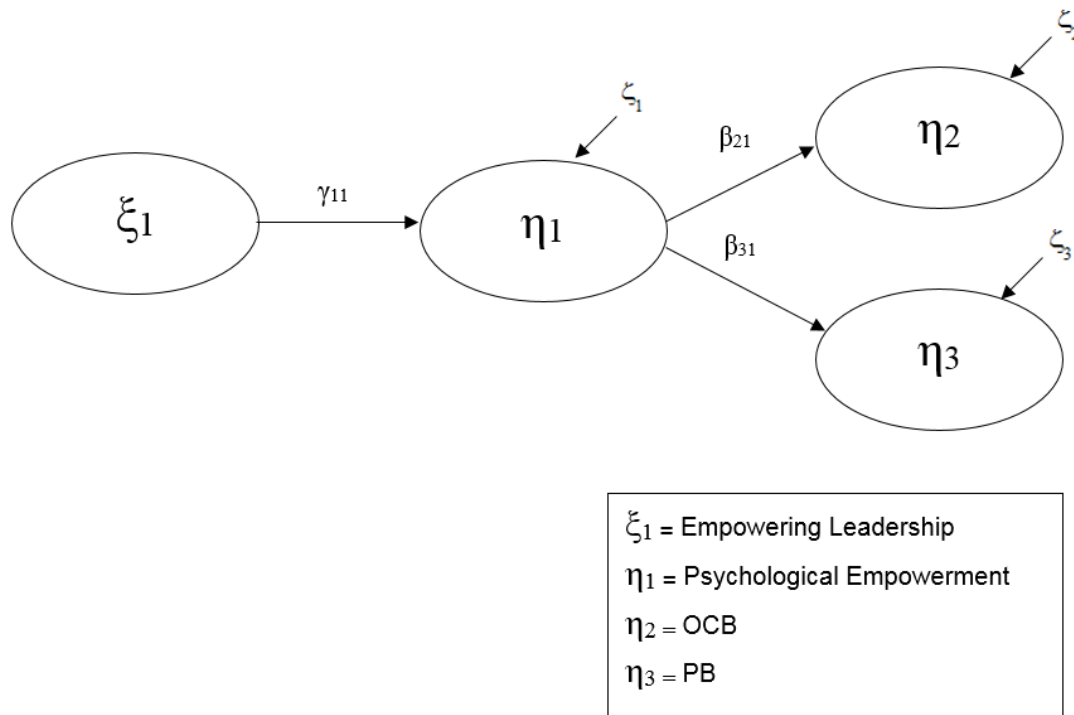 ζ
ζ₁
β₂₁
η₂
γ₁₁
ξ₁
η₁
β₃₁
ζ₃
η₃
ξ₁ = Empowering Leadership
η₁ = Psychological Empowerment
η₂ = OCB
η₃ = PB